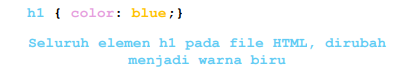 h1 { color: blue;}
Seluruh elemen h1 pada file HTML, dirubah
menjadi warna biru